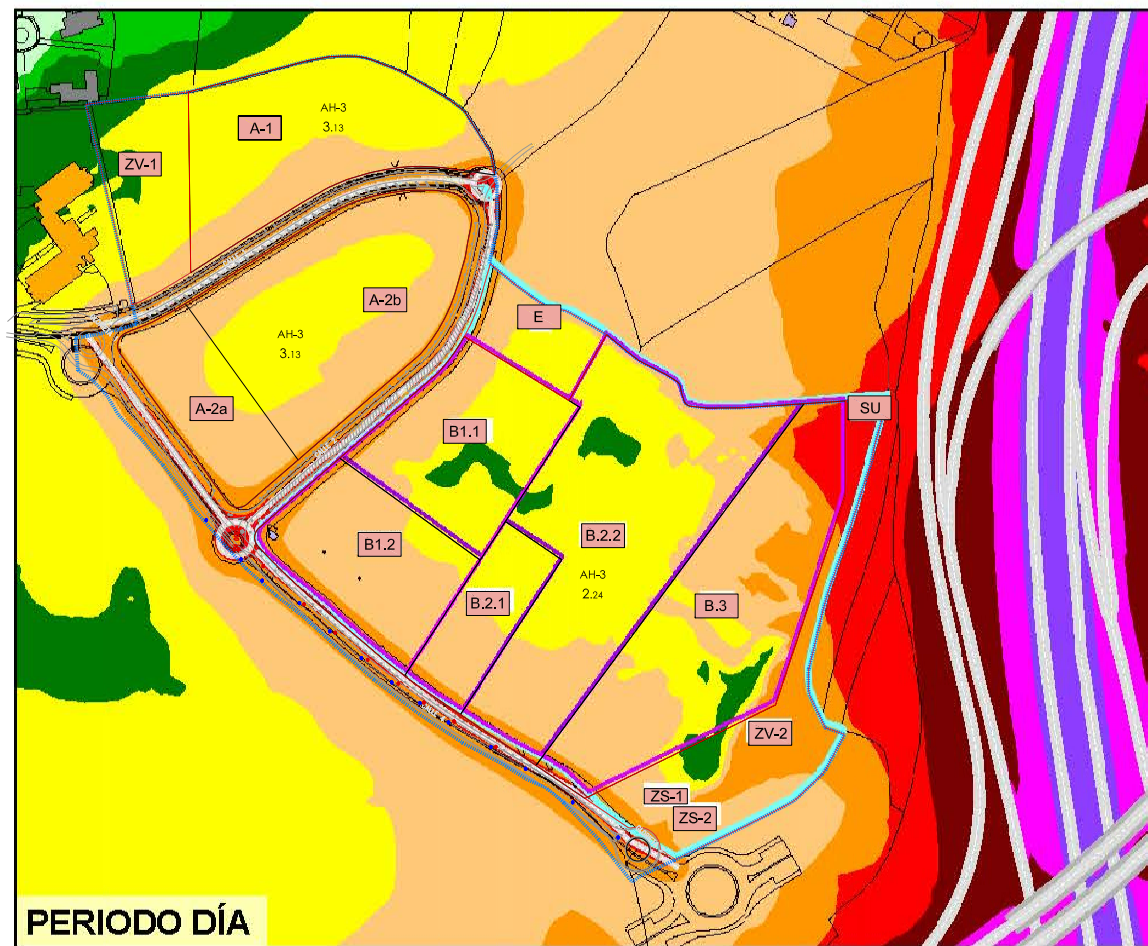 AH-3
3.13
A-1
ZV-1
A-2b
E
AH-3
3.13
A-2a
SU
B1.1
B1.2
B.2.2
AH-3
2.24
B.2.1
B.3
ZV-2
ZS-1
ZS-2
PERIODO DÍA